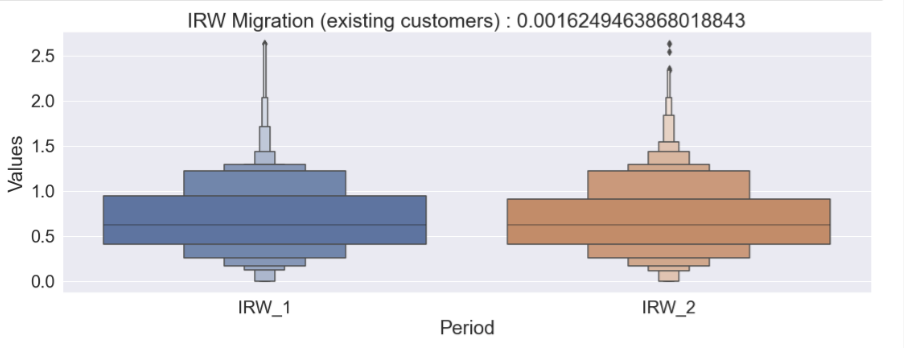 IRW Migration (existing customers) : 0.0016249463868018843
2.5
2.0
1.5
1.0
0.5
0.0
Values
IRW_1 IRW_2
Period